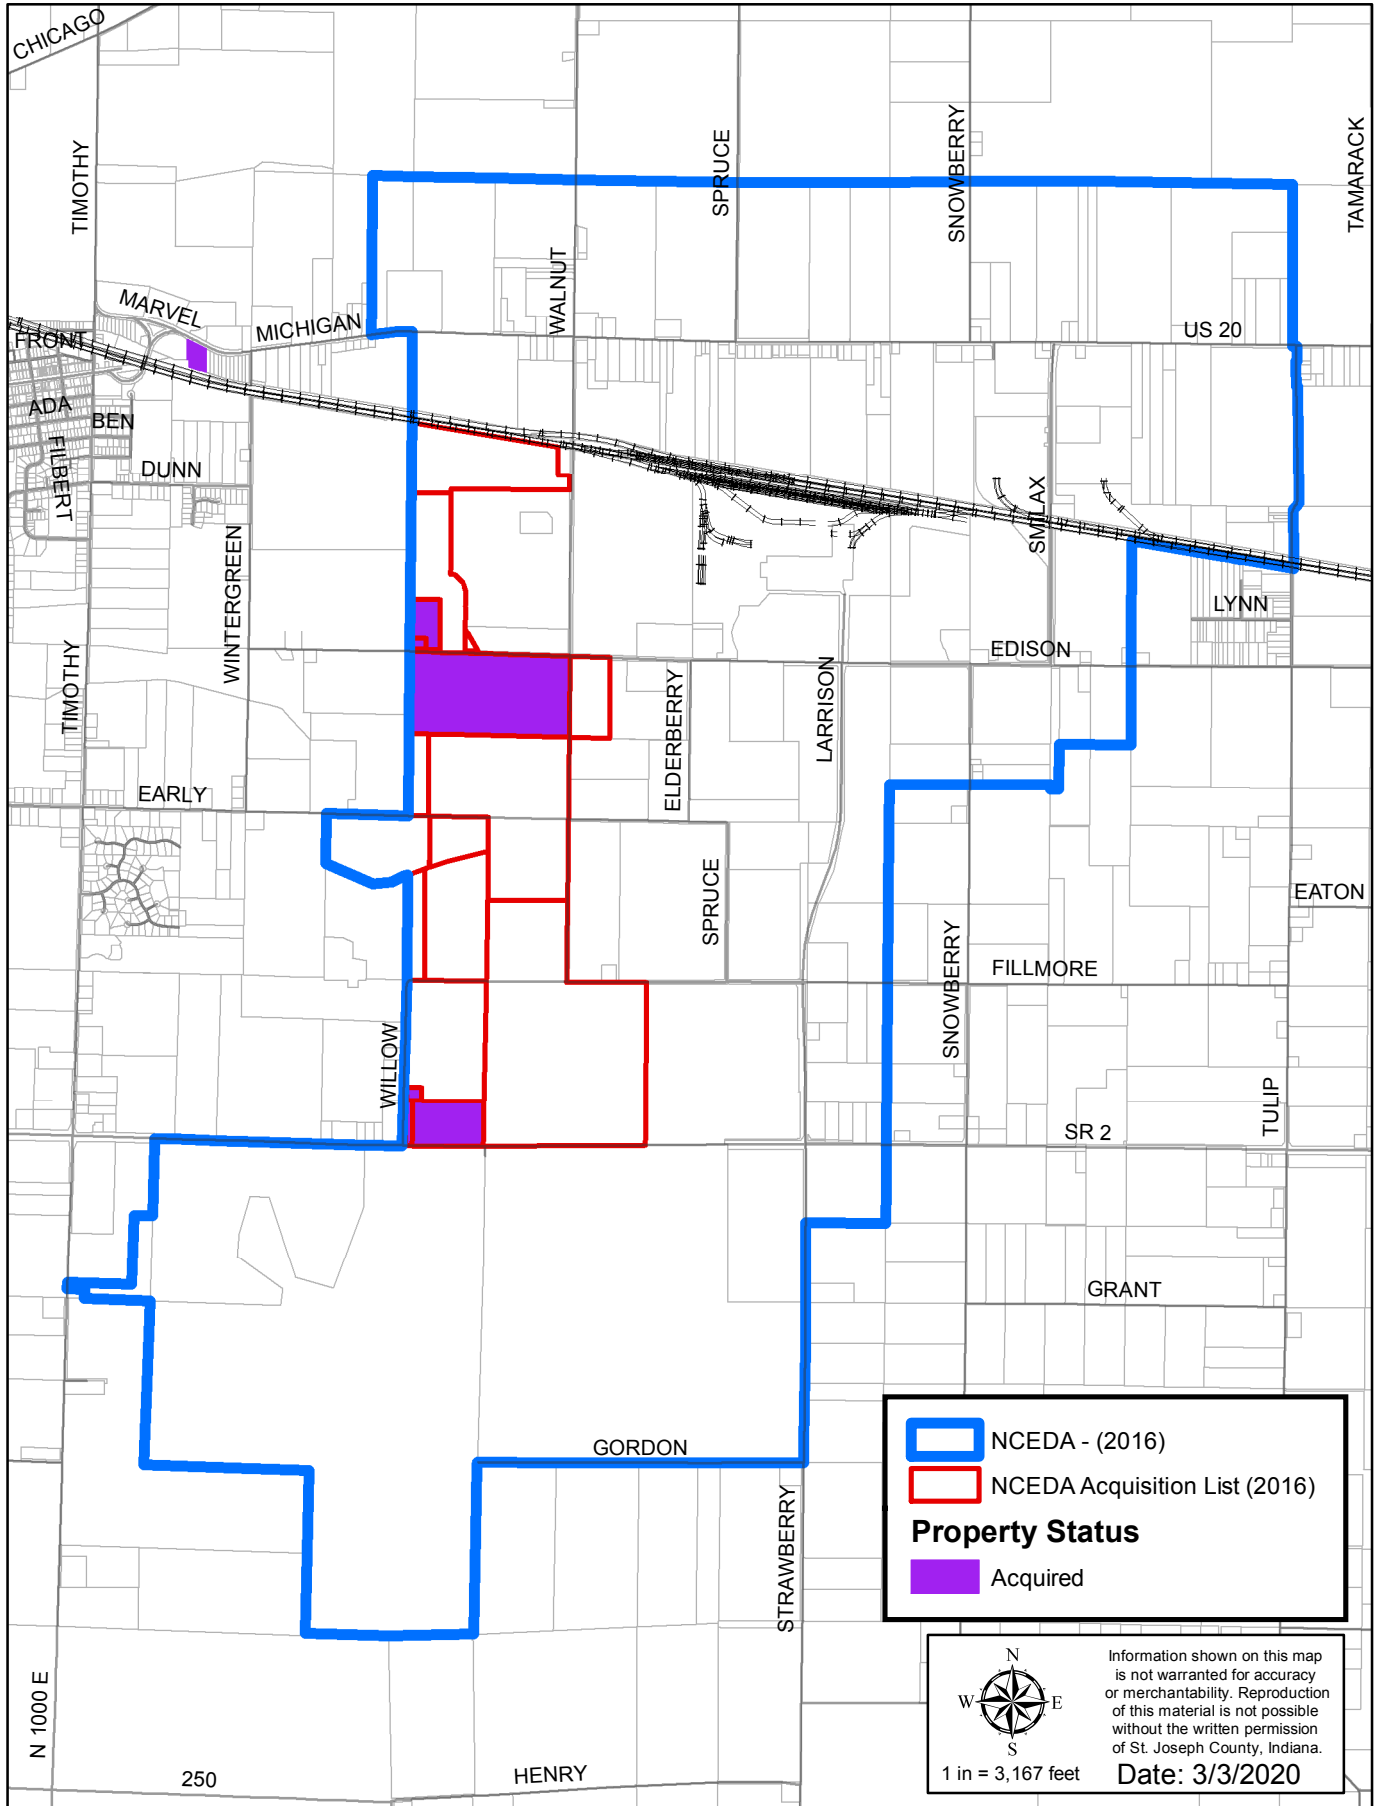 CHICAGO
TIMOTHY
SPRUCE
SNOWBERRY
TAMARACK
WALNUT
MARVEL
MICHIGAN
US 20
FRONT
ADA
BEN
FILBERT
DUNN
WINTERGREEN
SMILAX
LYNN
EDISON
TIMOTHY
ELDERBERRY
LARRISON
EARLY
SPRUCE
EATON
SNOWBERRY
FILLMORE
WILLOW
TULIP
SR 2
GRANT
GORDON
STRAWBERRY
N 1000 E
250
HENRY
NCEDA - (2016)
NCEDA Acquisition List (2016)
Property Status
Acquired
N
W
E
S
1 in = 3,167 feet
Information shown on this map
is not warranted for accuracy
or merchantability. Reproduction
of this material is not possible
without the written permission
of St. Joseph County, Indiana.
Date: 3/3/2020